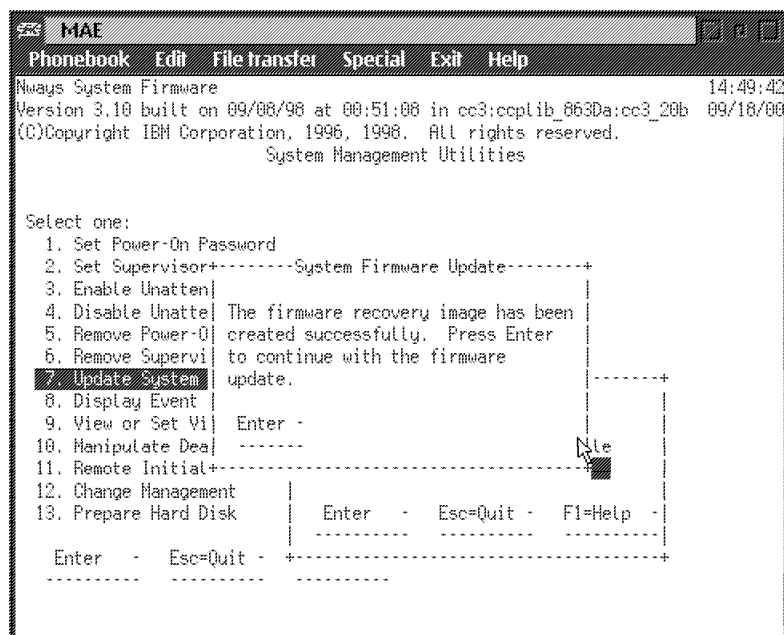 MAE
Phonebook Edit File transfer Special Exit Help
Nways System Firmware 14:49:42
Version 3.10 built on 09/08/98 at 00:51:08 in cc3:ccplib_863Da:cc3_20b 09/18/00
(C)Copyright IBM Corporation, 1996, 1998. All rights reserved.
System Management Utilities
Select one:
1. Set Power-On Password
2. Set Supervisor+--------System Firmware Update--------+
3. Enable Unatten|
4. Disable Unatte| The firmware recovery image has been |
5. Remove Power-O| created successfully. Press Enter |
6. Remove Supervi| to continue with the firmware |
7. Update System | update. |-------+
8. Display Event |
9. View or Set Vi| Enter -
10. Manipulate Dea| ------- le
11. Remote Initial+
12. Change Management
13. Prepare Hard Disk | Enter - Esc=Quit - F1=Help -|
Enter - Esc=Quit -